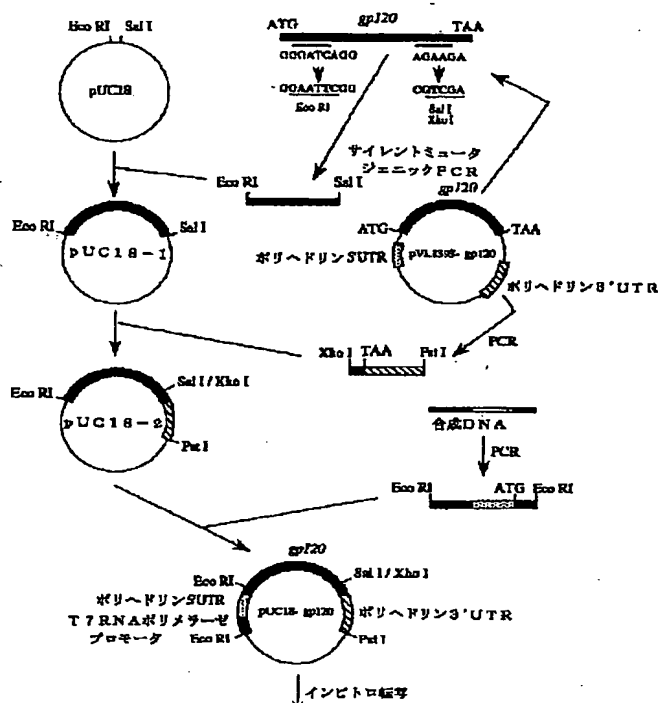 gp120
ATG TAA
Eco RI Sal I
GGGATCAGG AGAAGA
pUC18
GGAATTCGG GGTCGA
Eco RI Sal I
Xho I
サイレントミュータ
ジェニックPCR
Eco RI Sal I
gp120
ATG TAA
Eco RI Sal I
pUC18-1
ポリヘドリン5'UTR
pVL1393-gp120
ポリヘドリン3'UTR
PCR
Xho I TAA Pst I
Sal I / Xho I
Eco RI
pUC18-2
Pst I
合成DNA
PCR
Eco RI ATG Eco RI
gp120
Eco RI Sal I / Xho I
ポリヘドリン5'UTR
T7RNAポリメラーゼ
プロモータ
Eco RI
pUC18-gp120
ポリヘドリン3'UTR
Pst I
インビトロ転写